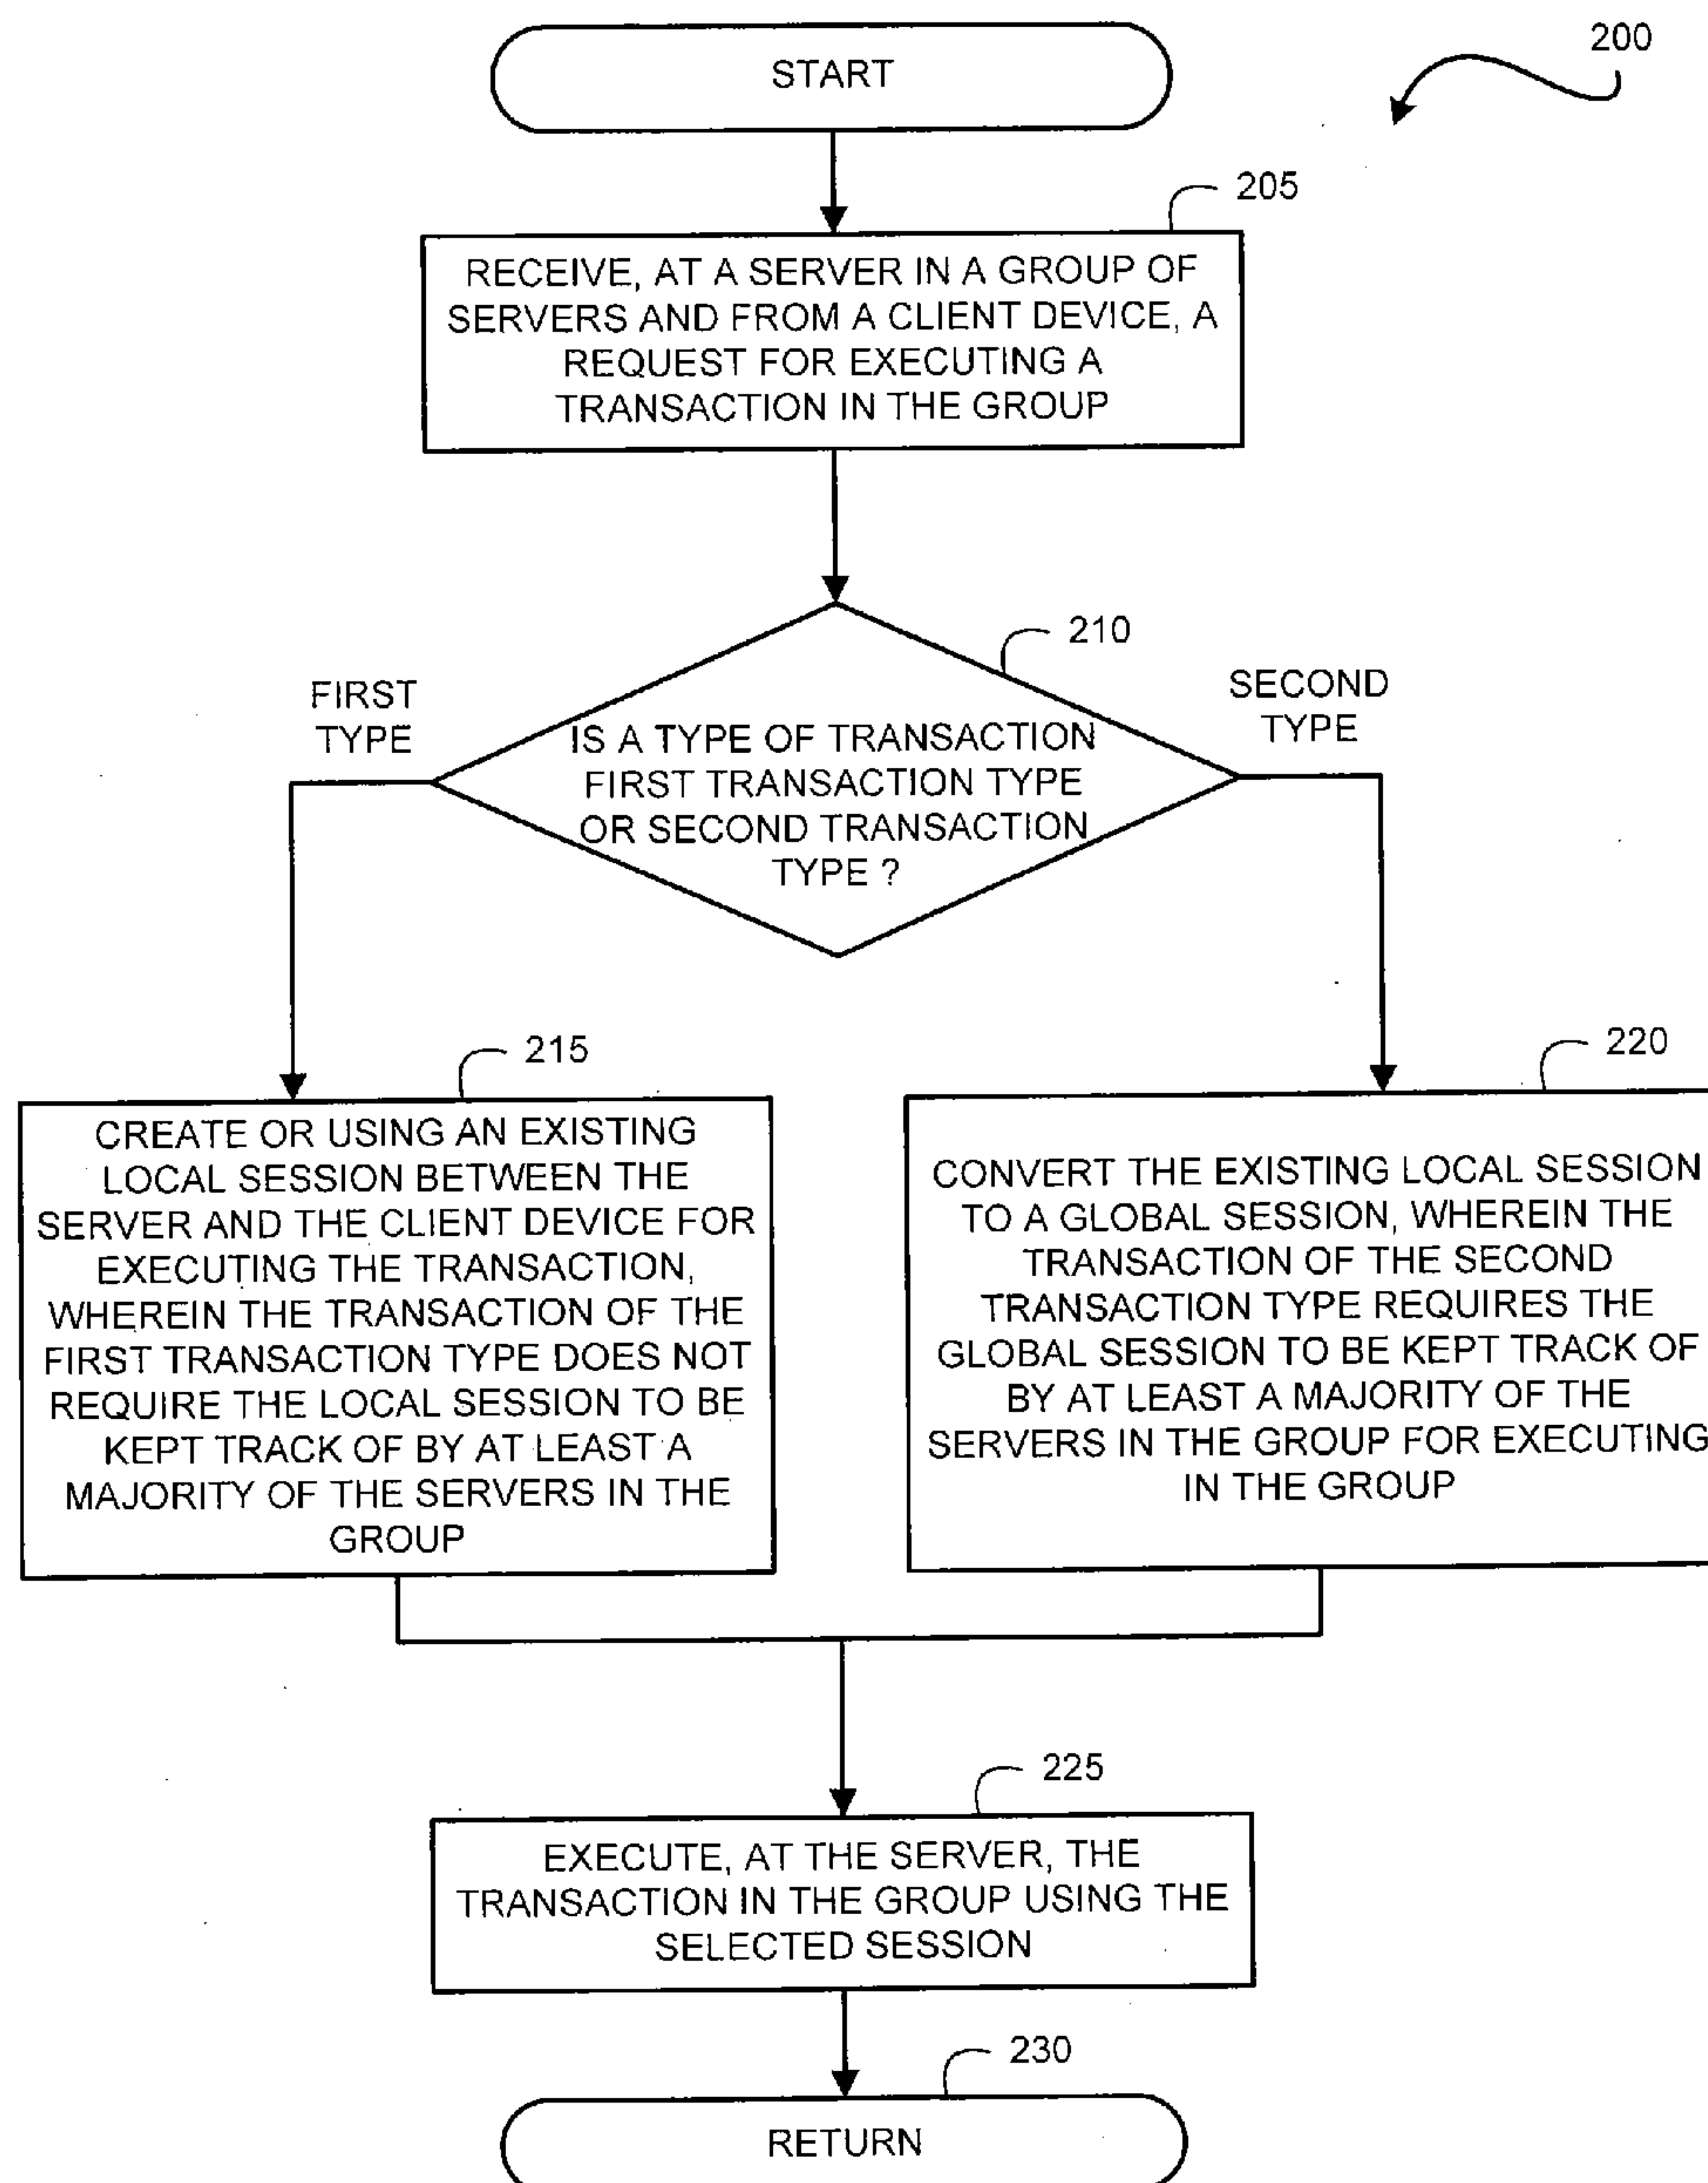 START
200
205
RECEIVE, AT A SERVER IN A GROUP OF
SERVERS AND FROM A CLIENT DEVICE, A
REQUEST FOR EXECUTING A
TRANSACTION IN THE GROUP
210
FIRST
TYPE
SECOND
TYPE
IS A TYPE OF TRANSACTION
FIRST TRANSACTION TYPE
OR SECOND TRANSACTION
TYPE ?
215
CREATE OR USING AN EXISTING
LOCAL SESSION BETWEEN THE
SERVER AND THE CLIENT DEVICE FOR
EXECUTING THE TRANSACTION,
WHEREIN THE TRANSACTION OF THE
FIRST TRANSACTION TYPE DOES NOT
REQUIRE THE LOCAL SESSION TO BE
KEPT TRACK OF BY AT LEAST A
MAJORITY OF THE SERVERS IN THE
GROUP
220
CONVERT THE EXISTING LOCAL SESSION
TO A GLOBAL SESSION, WHEREIN THE
TRANSACTION OF THE SECOND
TRANSACTION TYPE REQUIRES THE
GLOBAL SESSION TO BE KEPT TRACK OF
BY AT LEAST A MAJORITY OF THE
SERVERS IN THE GROUP FOR EXECUTING
IN THE GROUP
225
EXECUTE, AT THE SERVER, THE
TRANSACTION IN THE GROUP USING THE
SELECTED SESSION
230
RETURN